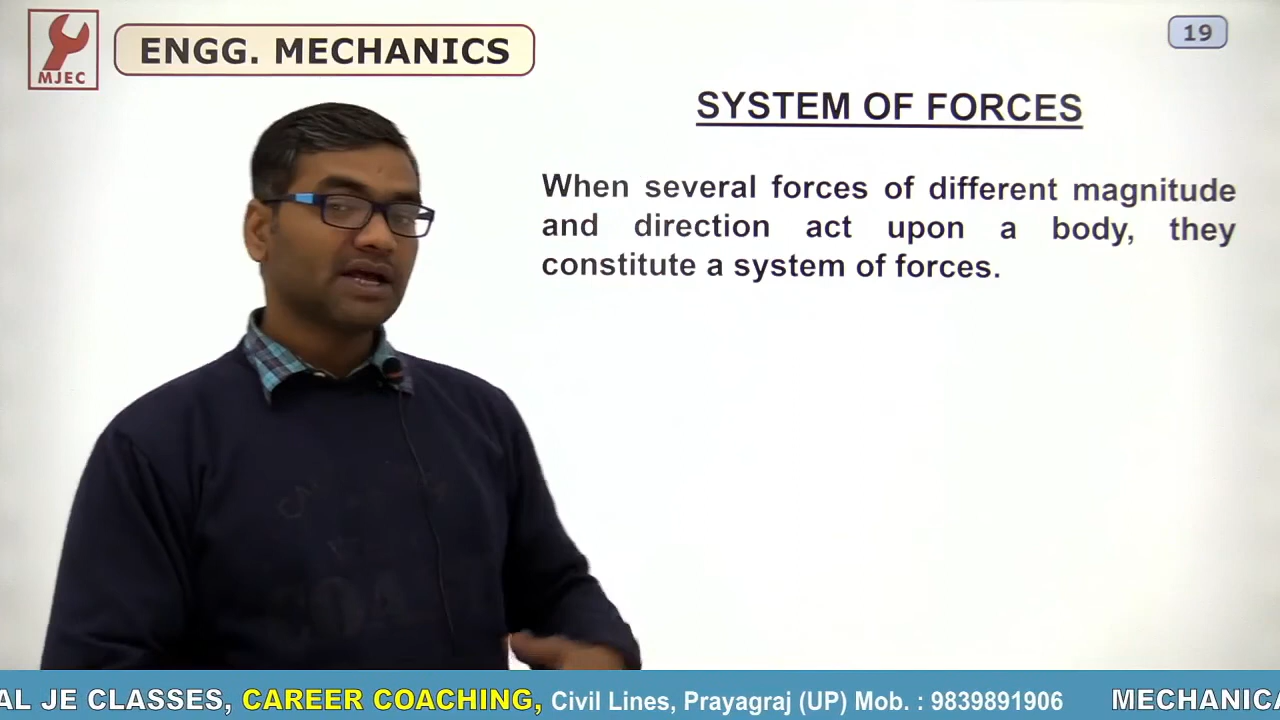 MJEC
ENGG. MECHANICS
19
SYSTEM OF FORCES
When several forces of different magnitude
and direction act upon a body, they
constitute a system of forces.
AL JE CLASSES, CAREER COACHING, Civil Lines, Prayagraj (UP) Mob. : 9839891906 MECHANICA